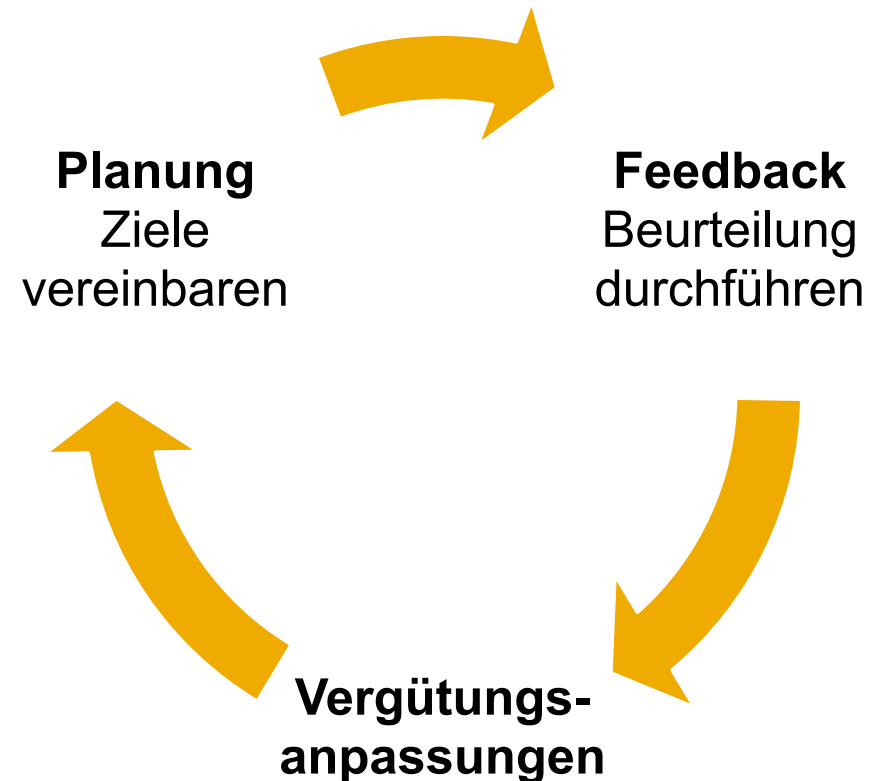 Planung
Ziele
vereinbaren
Feedback
Beurteilung
durchführen
Vergütungs-
anpassungen